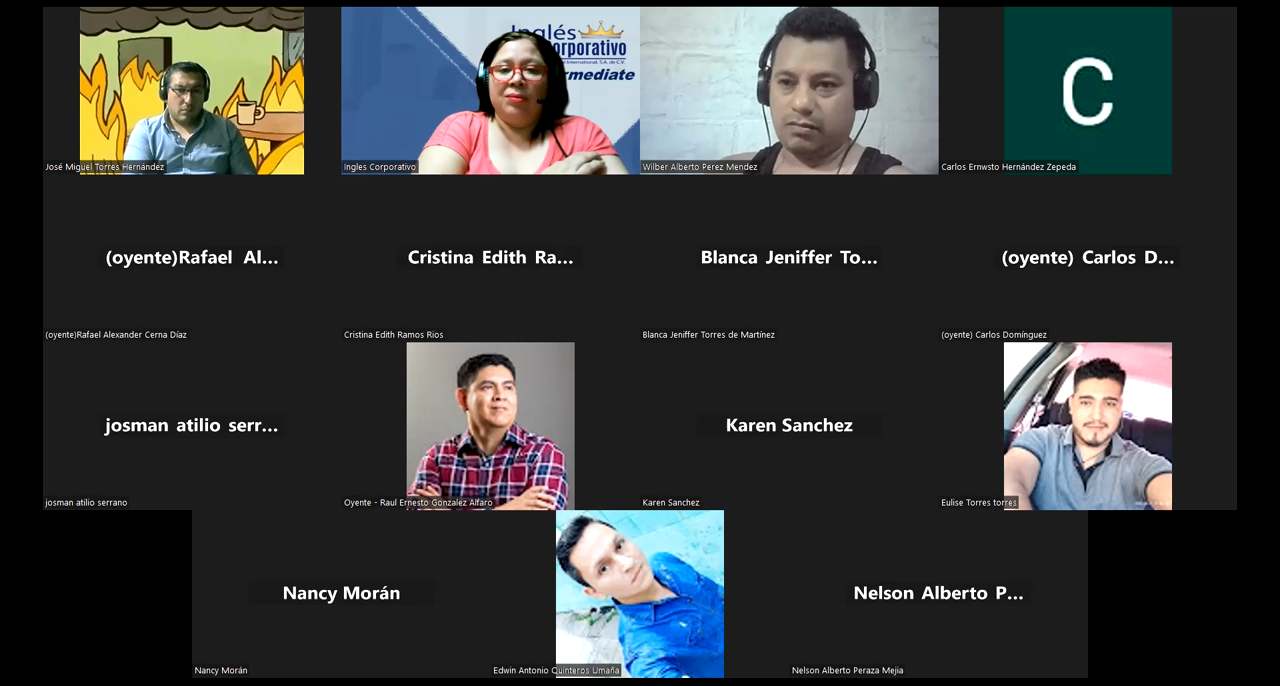 Inglés
orporativo
International, S.A. de C.V.
rmediate
José Miguel Torres Hernández
Ingles Corporativo
Wilber Alberto Perez Mendez
C
Carlos Ernwsto Hernández Zepeda
(oyente)Rafael Al...
Cristina Edith Ra...
Blanca Jeniffer To...
(oyente) Carlos D...
(oyente)Rafael Alexander Cerna Díaz
Cristina Edith Ramos Rios
Blanca Jeniffer Torres de Martínez
(oyente) Carlos Domínguez
josman atilio serr...
Karen Sanchez
josman atilio serrano
Oyente - Raul Ernesto Gonzalez Alfaro
Karen Sanchez
Eulise Torres torres
Nancy Morán
Nelson Alberto P...
Nancy Morán
Edwin Antonio Quinteros Umaña
Nelson Alberto Peraza Mejia